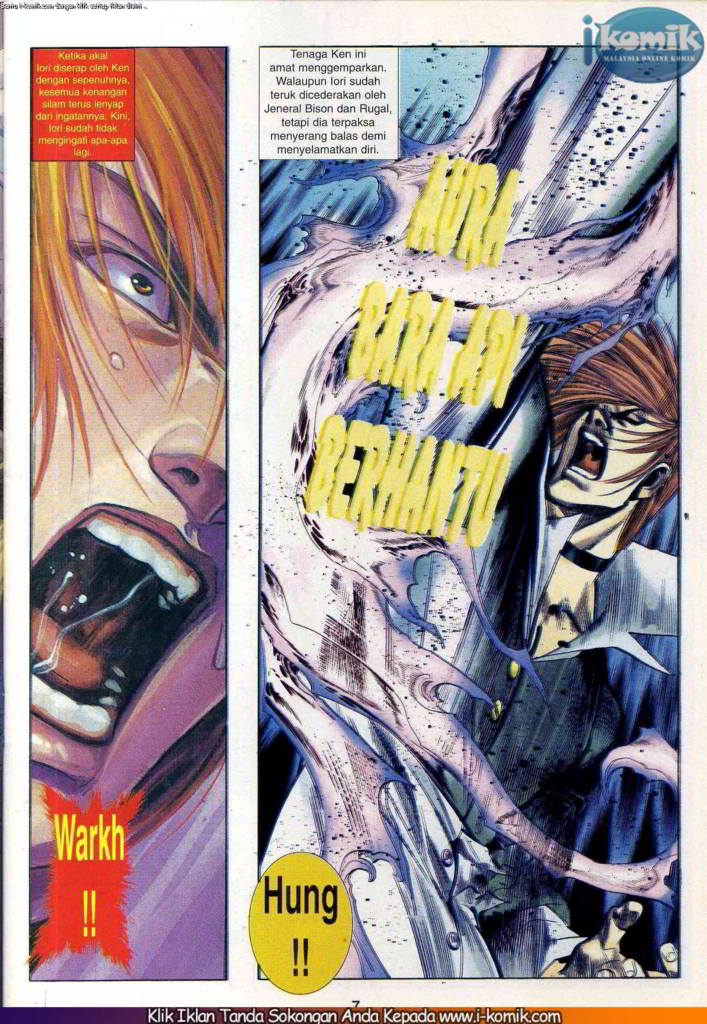 Baca i-komik.com dengan klik setiap iklan disini ..
iKomik
MALAYSIA ONLINE KOMIK
Ketika akal
Iori diserap oleh Ken
dengan sepenuhnya,
kesemua kenangan
silam terus lenyap
dari ingatannya. Kini,
Iori sudah tidak
mengingati apa-apa
lagi.
Tenaga Ken ini
amat menggemparkan.
Walaupun Iori sudah
teruk dicederakan oleh
Jeneral Bison dan Rugal,
tetapi dia terpaksa
menyerang balas demi
menyelamatkan diri.
BARA API
BERHANTU
Warkh
!!
Hung
!!
7
Klik Iklan Tanda Sokongan Anda Kepada www.i-komik.com